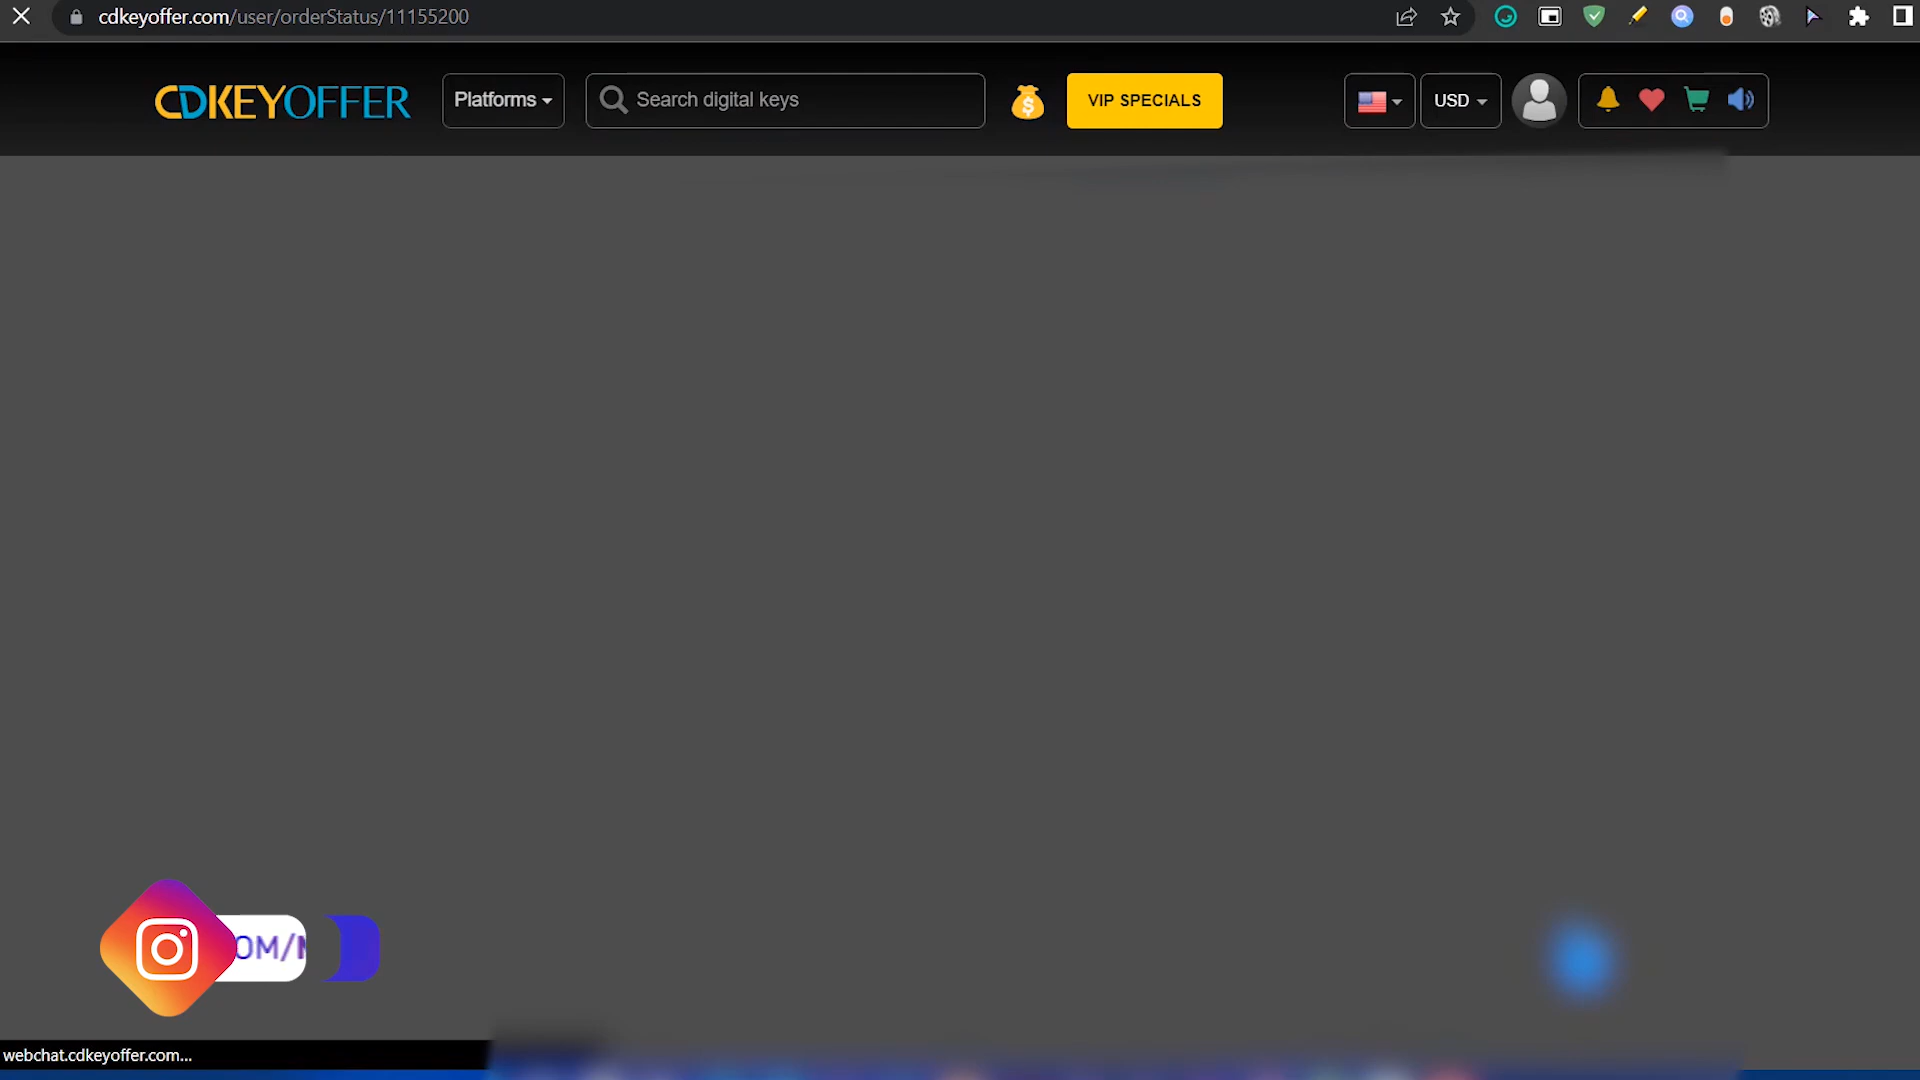 cdkeyoffer.com/user/orderStatus/11155200
CDKEYOFFER
Platforms
Search digital keys
VIP SPECIALS
USD
OM/
webchat.cdkeyoffer.com...